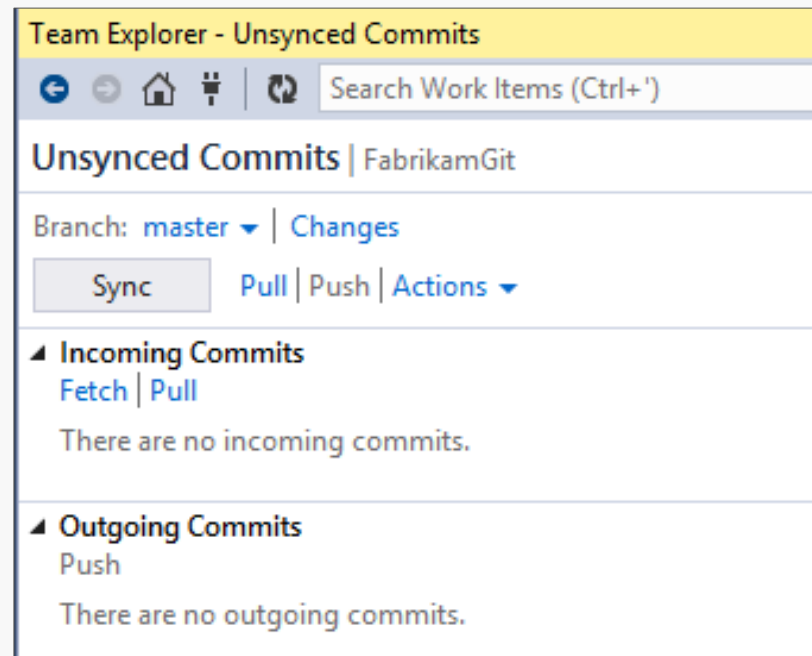 Team Explorer - Unsynced Commits
Search Work Items (Ctrl+')
Unsynced Commits | FabrikamGit
Branch: master | Changes
Sync Pull | Push | Actions
Incoming Commits
Fetch | Pull
There are no incoming commits.
Outgoing Commits
Push
There are no outgoing commits.